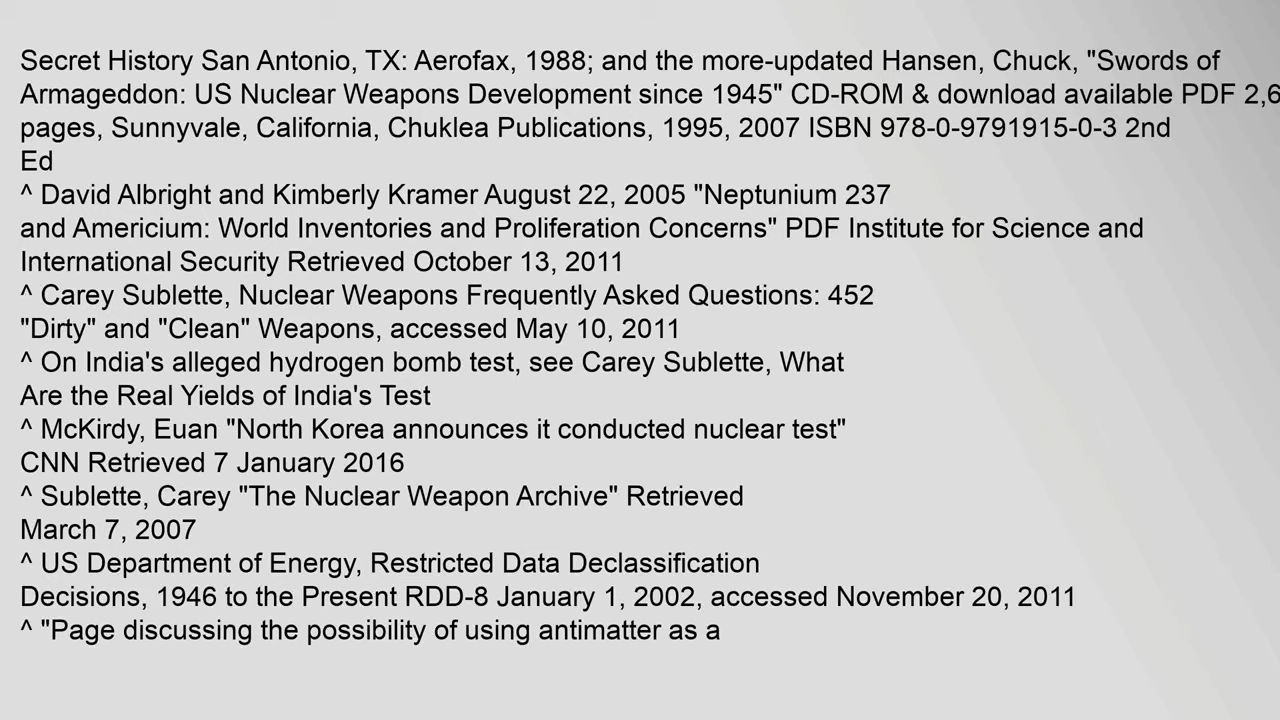 Secret History San Antonio, TX: Aerofax, 1988; and the more-updated Hansen, Chuck, "Swords of
Armageddon: US Nuclear Weapons Development since 1945" CD-ROM & download available PDF 2,6
pages, Sunnyvale, California, Chuklea Publications, 1995, 2007 ISBN 978-0-9791915-0-3 2nd
Ed
^ David Albright and Kimberly Kramer August 22, 2005 "Neptunium 237
and Americium: World Inventories and Proliferation Concerns" PDF Institute for Science and
International Security Retrieved October 13, 2011
^ Carey Sublette, Nuclear Weapons Frequently Asked Questions: 452
"Dirty" and "Clean" Weapons, accessed May 10, 2011
^ On India's alleged hydrogen bomb test, see Carey Sublette, What
Are the Real Yields of India's Test
^ McKirdy, Euan "North Korea announces it conducted nuclear test"
CNN Retrieved 7 January 2016
^ Sublette, Carey "The Nuclear Weapon Archive" Retrieved
March 7, 2007
^ US Department of Energy, Restricted Data Declassification
Decisions, 1946 to the Present RDD-8 January 1, 2002, accessed November 20, 2011
^ "Page discussing the possibility of using antimatter as a